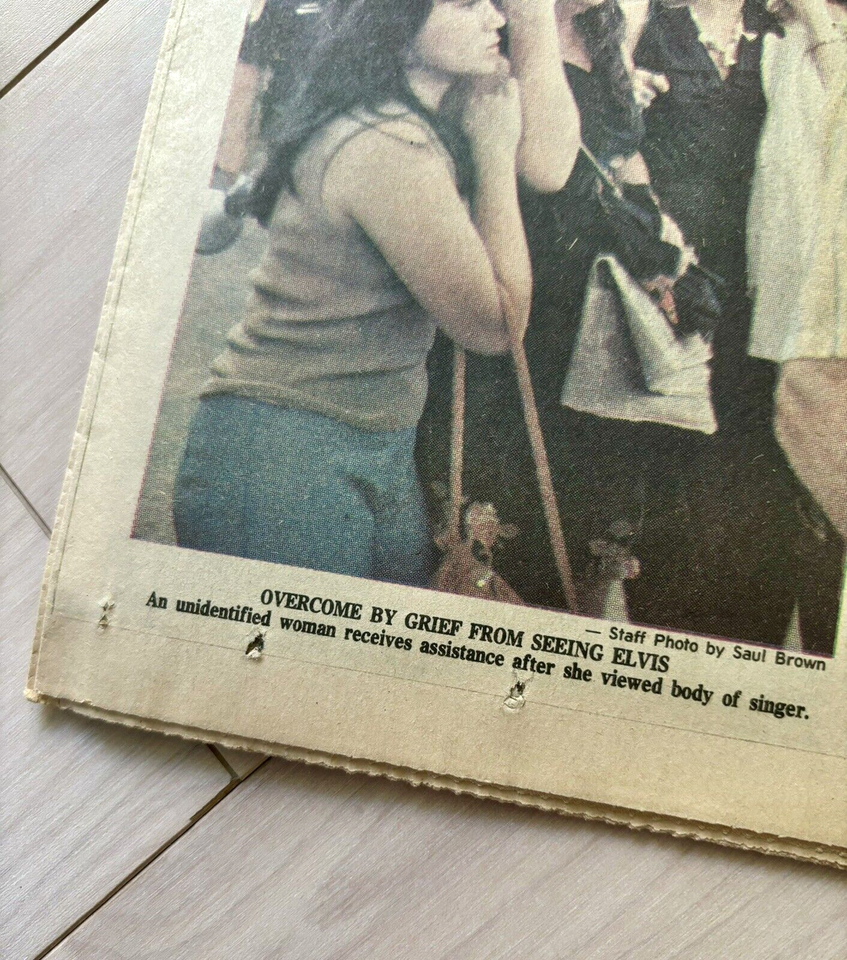 — Staff Photo by Saul Brown
OVERCOME BY GRIEF FROM SEEING ELVIS
An unidentified woman receives assistance after she viewed body of singer.